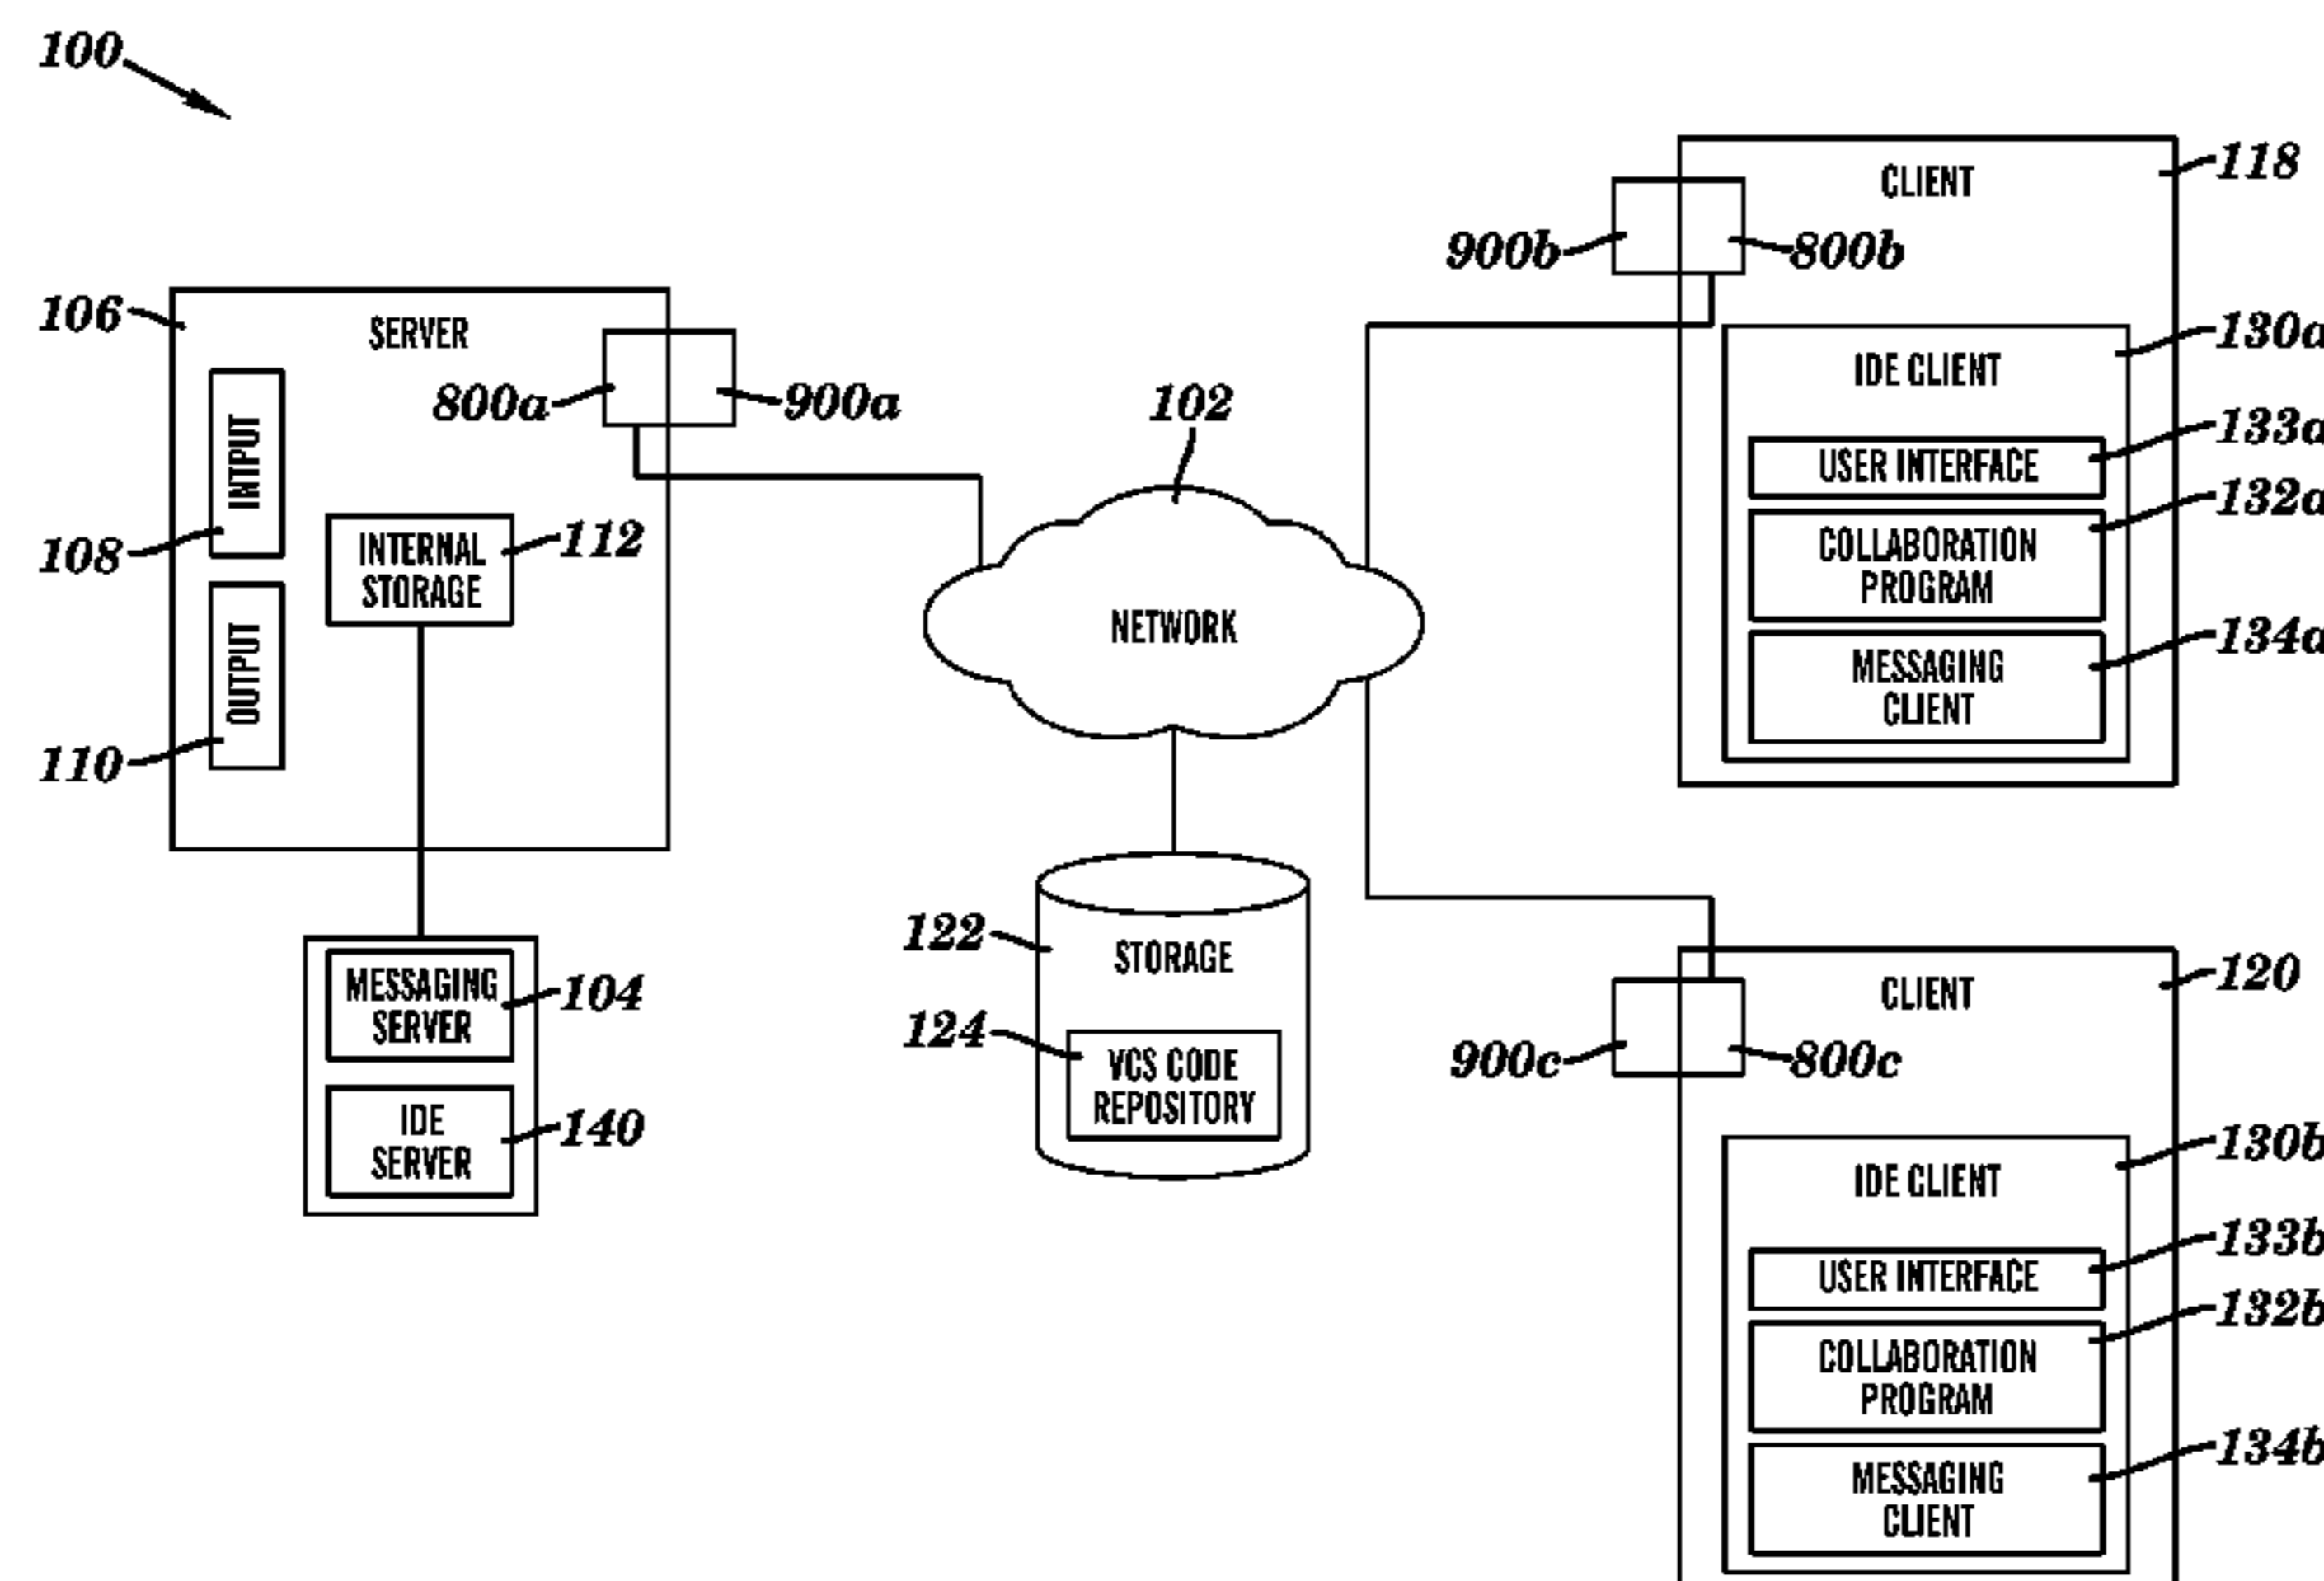 100
106
SERVER
800a
900a
INTPUT
108
INTERNAL
STORAGE
112
OUTPUT
110
MESSAGING
SERVER
104
IDE
SERVER
140
102
NETWORK
122
STORAGE
124
VCS CODE
REPOSITORY
CLIENT
118
900b
800b
IDE CLIENT
130a
USER INTERFACE
133a
COLLABORATION
PROGRAM
132a
MESSAGING
CLIENT
134a
CLIENT
120
900c
800c
IDE CLIENT
130b
USER INTERFACE
133b
COLLABORATION
PROGRAM
132b
MESSAGING
CLIENT
134b